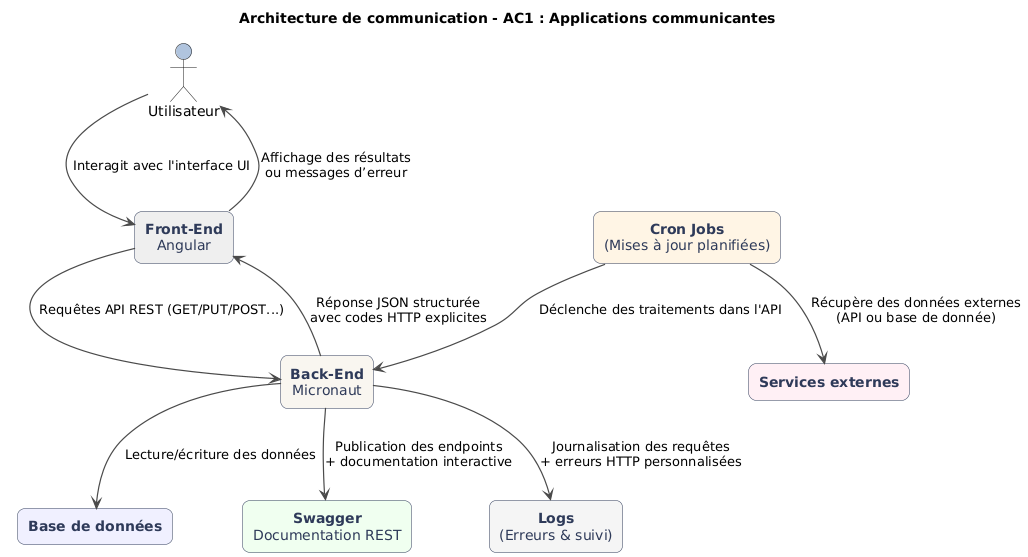 Architecture de communication - AC1 : Applications communicantes
Utilisateur
Interagit avec l'interface UI
Affichage des résultats
ou messages d’erreur
Front-End
Angular
Cron Jobs
(Mises à jour planifiées)
Requêtes API REST (GET/PUT/POST...)
Réponse JSON structurée
avec codes HTTP explicites
Déclenche des traitements dans l'API
Récupère des données externes
(API ou base de donnée)
Back-End
Micronaut
Services externes
Lecture/écriture des données
Publication des endpoints
+ documentation interactive
Journalisation des requêtes
+ erreurs HTTP personnalisées
Base de données
Swagger
Documentation REST
Logs
(Erreurs & suivi)